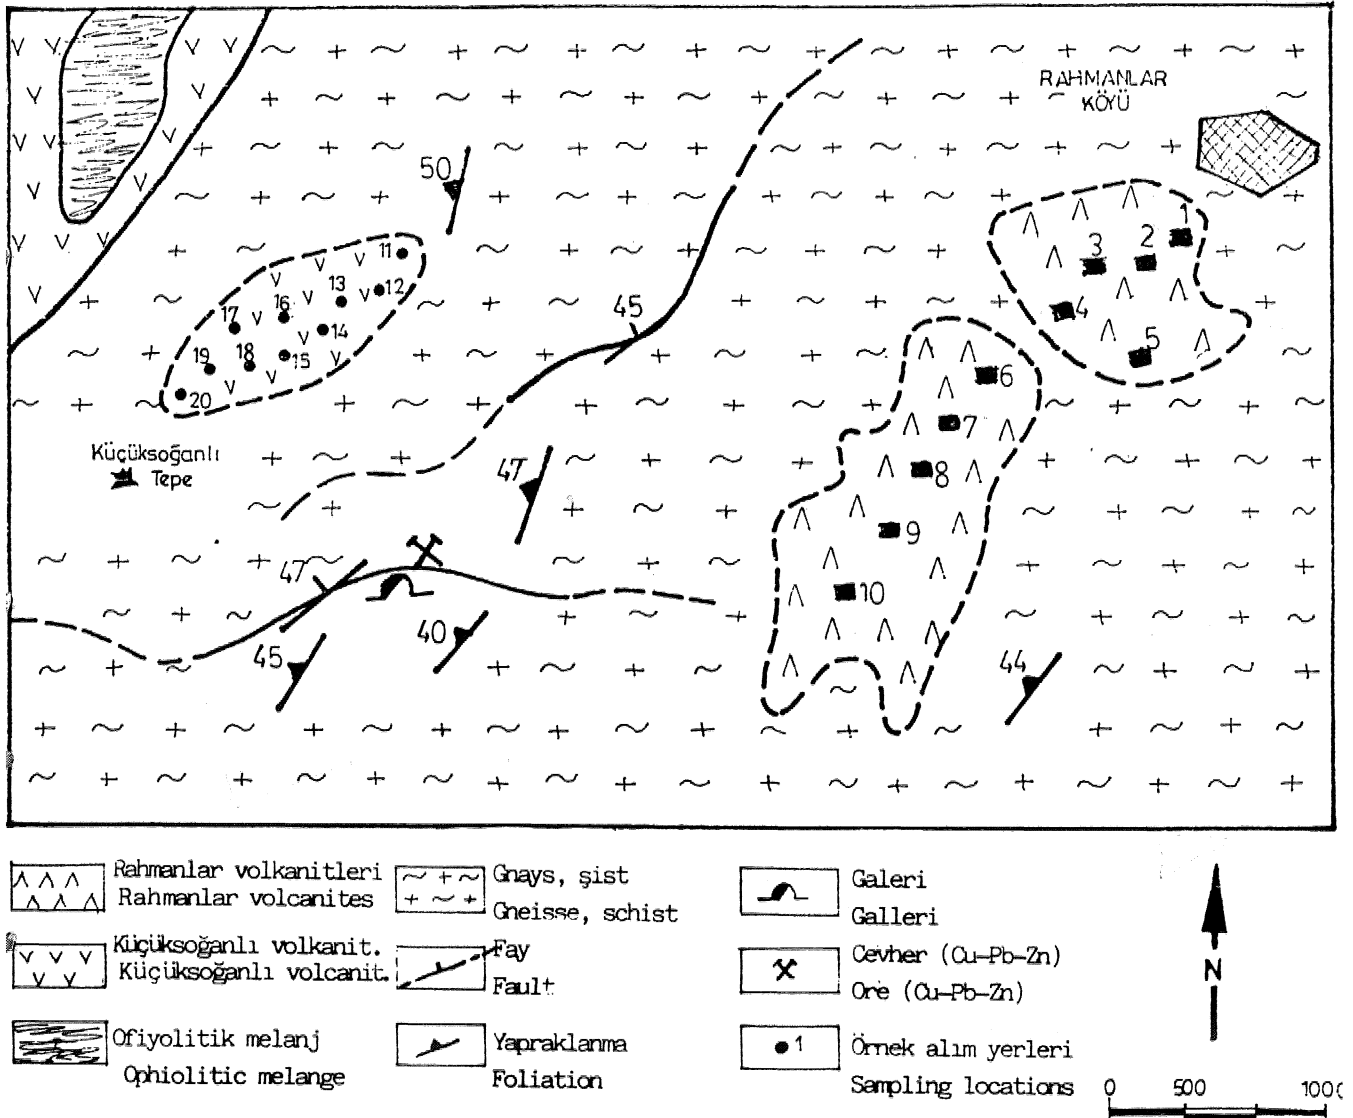 RAHMANLAR
KÖYÜ
50
11
1
2
3
13
12
16
17
45
4
14
5
19
18
15
6
20
7
Küçüksoğanlı
Tepe
47
8
9
47
10
40
45
44
Rahmanlar volkanitleri
Rahmanlar volcanites
Küçüksoğanlı volkanit.
Küçüksoğanlı volcanit.
Ofiyolitik melanj
Ophiolitic melange
Gnays, şist
Gneisse, schist
Fay
Fault
Yapraklanma
Foliation
Galeri
Galleri
Cevher (Cu-Pb-Zn)
Ore (Cu-Pb-Zn)
1
Örnek alım yerleri
Sampling locations
N
0 500 1000